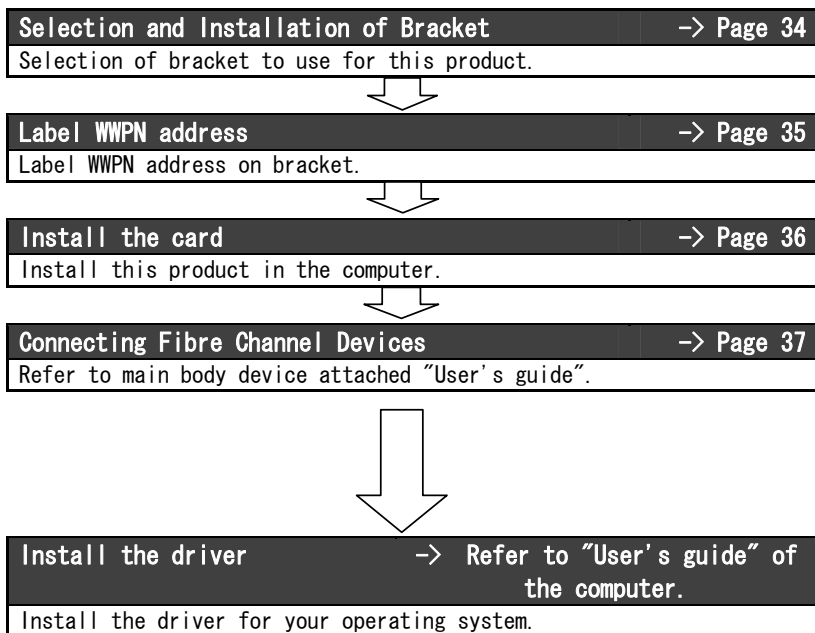 Selection and Installation of Bracket -> Page 34
Selection of bracket to use for this product.
Label WWPN address -> Page 35
Label WWPN address on bracket.
Install the card -> Page 36
Install this product in the computer.
Connecting Fibre Channel Devices -> Page 37
Refer to main body device attached "User's guide".
Install the driver -> Refer to "User's guide" of
the computer.
Install the driver for your operating system.